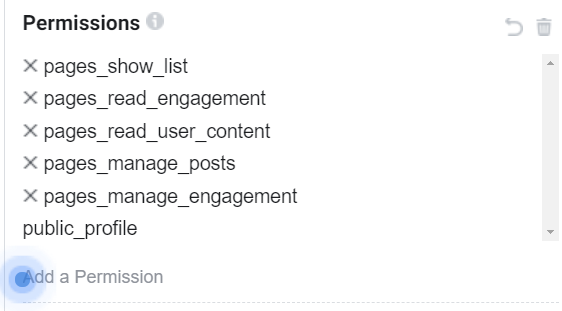 Permissions
pages_show_list
pages_read_engagement
pages_read_user_content
pages_manage_posts
pages_manage_engagement
public_profile
Add a Permission